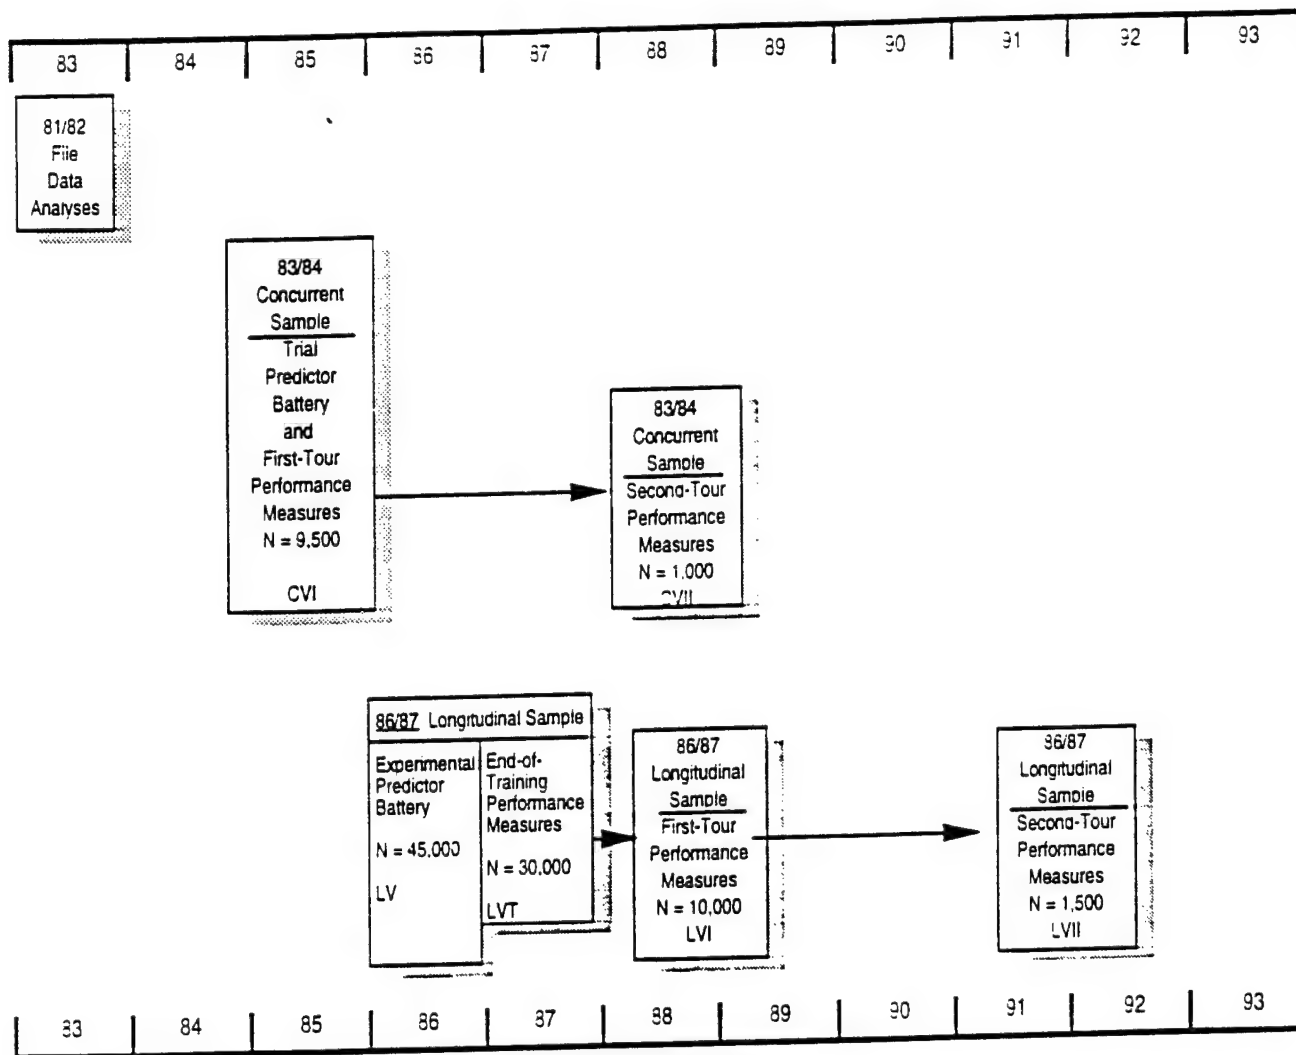 83 84 85 86 87 88 89 90 91 92 93
81/82
File
Data
Analyses
83/84
Concurrent
Sample
Trial
Predictor
Battery
and
First-Tour
Performance
Measures
N = 9,500
CVI
83/84
Concurrent
Sample
Second-Tour
Performance
Measures
N = 1,000
CVII
86/87 Longitudinal Sample
Experimental
Predictor
Battery
N = 45,000
LV
End-of-
Training
Performance
Measures
N = 30,000
LVT
86/87
Longitudinal
Sample
First-Tour
Performance
Measures
N = 10,000
LVI
86/87
Longitudinal
Sample
Second-Tour
Performance
Measures
N = 1,500
LVII
83 84 85 86 87 88 89 90 91 92 93